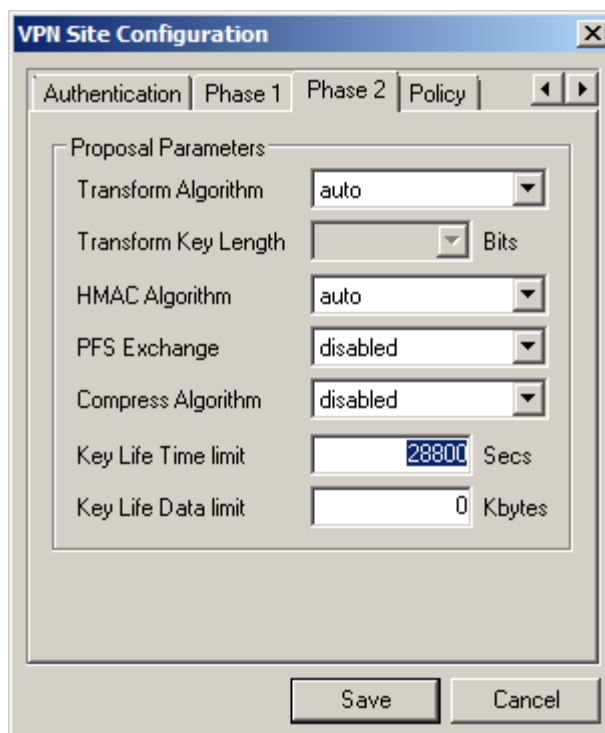 VPN Site Configuration
Authentication Phase 1 Phase 2 Policy
Proposal Parameters
Transform Algorithm auto
Transform Key Length Bits
HMAC Algorithm auto
PFS Exchange disabled
Compress Algorithm disabled
Key Life Time limit 28800 Secs
Key Life Data limit 0 Kbytes
Save Cancel